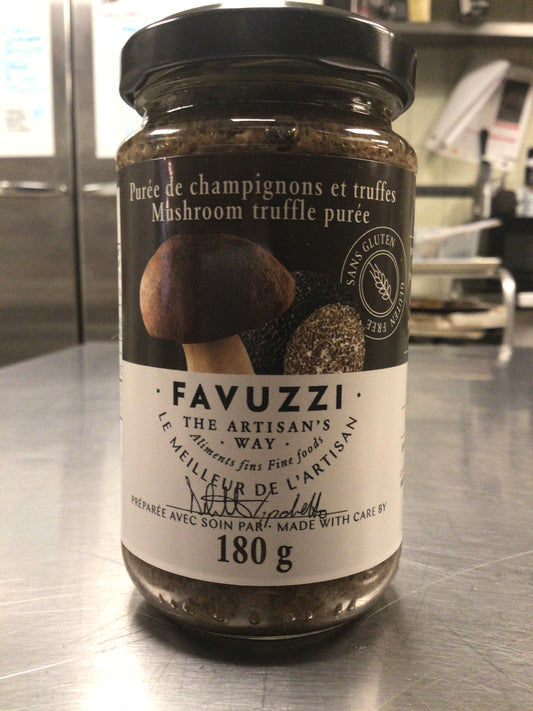 Purée de champignons et truffes
Mushroom truffle purée
SANS GLUTEN · GLUTEN FREE
· FAVUZZI ·
THE ARTISAN'S
· WAY ·
Aliments fins Fine foods
LE MEILLEUR DE L'ARTISAN
PRÉPARÉE AVEC SOIN PAR · MADE WITH CARE BY
180 g